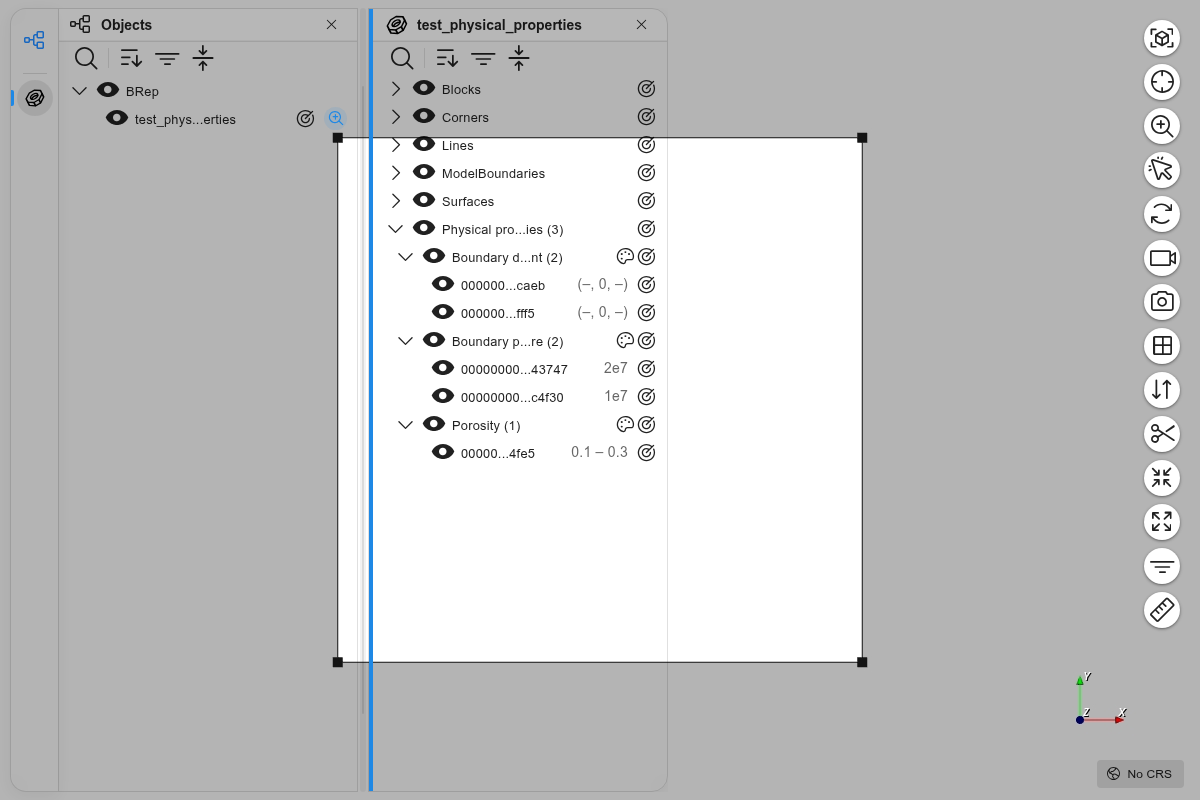 Objects
BRep
test_phys...erties
test_physical_properties
Blocks
Corners
Lines
ModelBoundaries
Surfaces
Physical pro...ies (3)
Boundary d...nt (2)
000000...caeb (–, 0, –)
000000...fff5 (–, 0, –)
Boundary p...re (2)
00000000...43747 2e7
00000000...c4f30 1e7
Porosity (1)
00000...4fe5 0.1 – 0.3
Y
Z X
No CRS